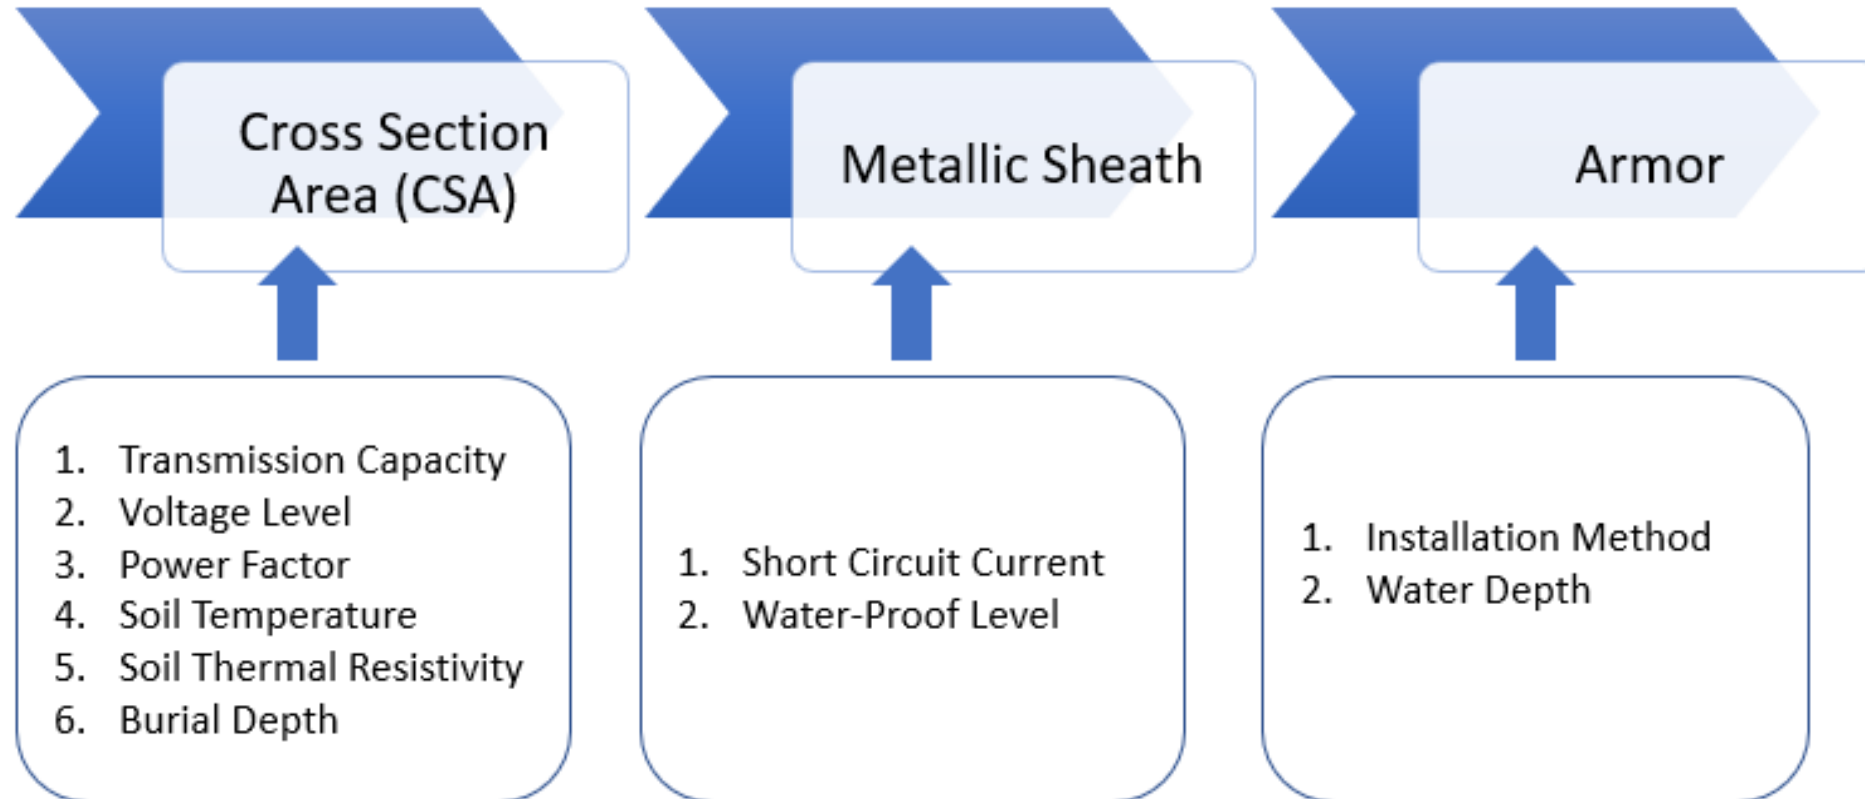 Cross Section
Area (CSA)
Metallic Sheath
Armor
1. Transmission Capacity
2. Voltage Level
3. Power Factor
4. Soil Temperature
5. Soil Thermal Resistivity
6. Burial Depth
1. Short Circuit Current
2. Water-Proof Level
1. Installation Method
2. Water Depth